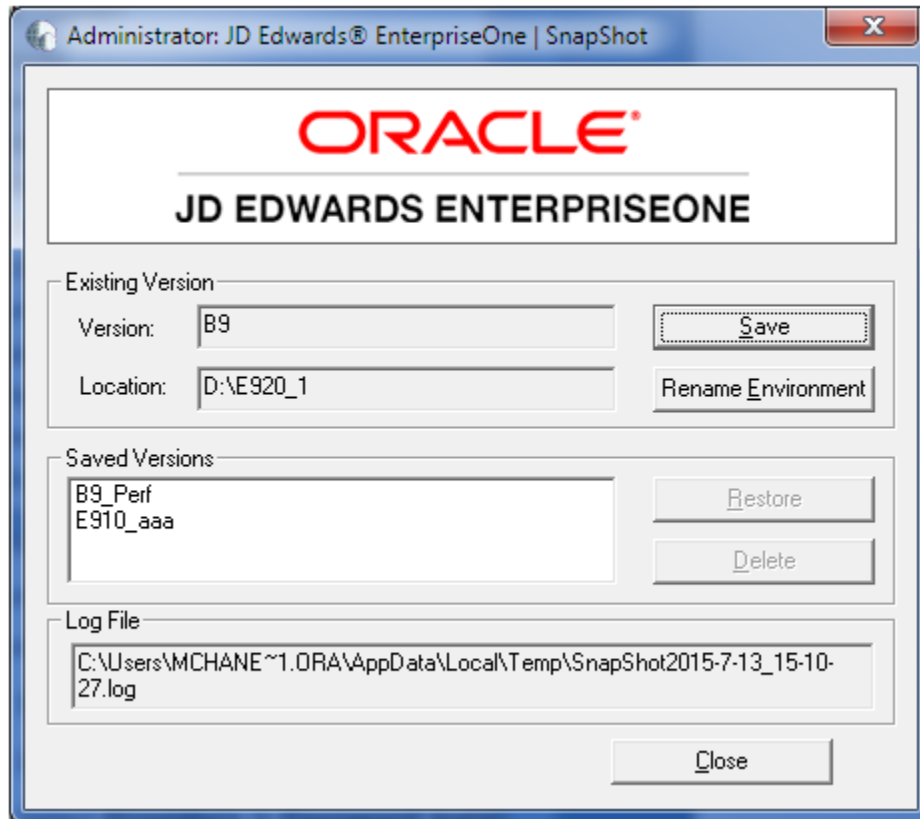 Administrator: JD Edwards® EnterpriseOne | SnapShot
ORACLE®
JD EDWARDS ENTERPRISEONE
Existing Version
Version: B9 Save
Location: D:\E920_1 Rename Environment
Saved Versions
B9_Perf
E910_aaa
Restore
Delete
Log File
C:\Users\MCHANE~1.ORA\AppData\Local\Temp\SnapShot2015-7-13_15-10-
27.log
Close